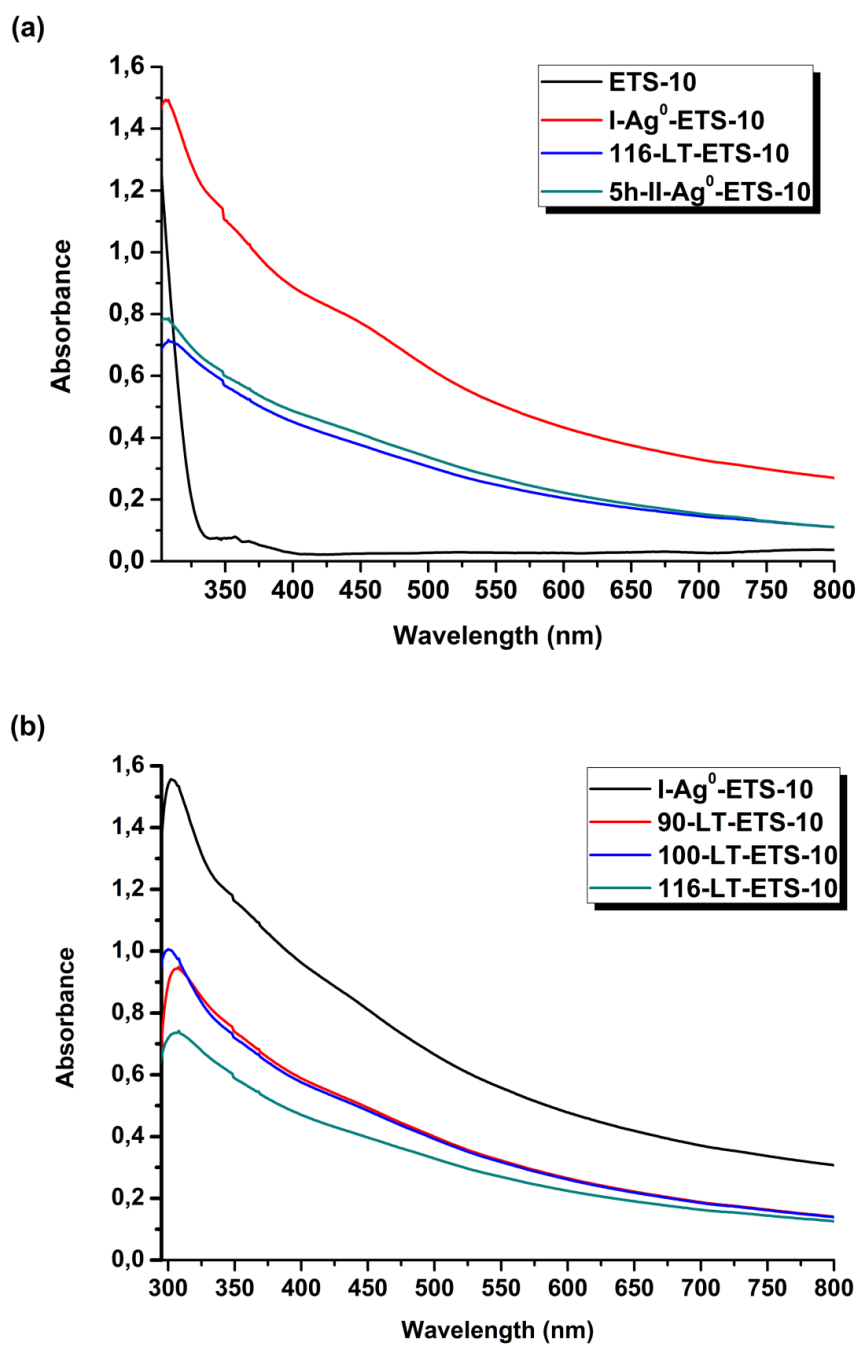 (a)
ETS-10
I-Ag⁰-ETS-10
116-LT-ETS-10
5h-II-Ag⁰-ETS-10
1,6
1,4
1,2
1,0
0,8
0,6
0,4
0,2
0,0
Absorbance
350 400 450 500 550 600 650 700 750 800
Wavelength (nm)
(b)
I-Ag⁰-ETS-10
90-LT-ETS-10
100-LT-ETS-10
116-LT-ETS-10
1,6
1,4
1,2
1,0
0,8
0,6
0,4
0,2
0,0
Absorbance
300 350 400 450 500 550 600 650 700 750 800
Wavelength (nm)